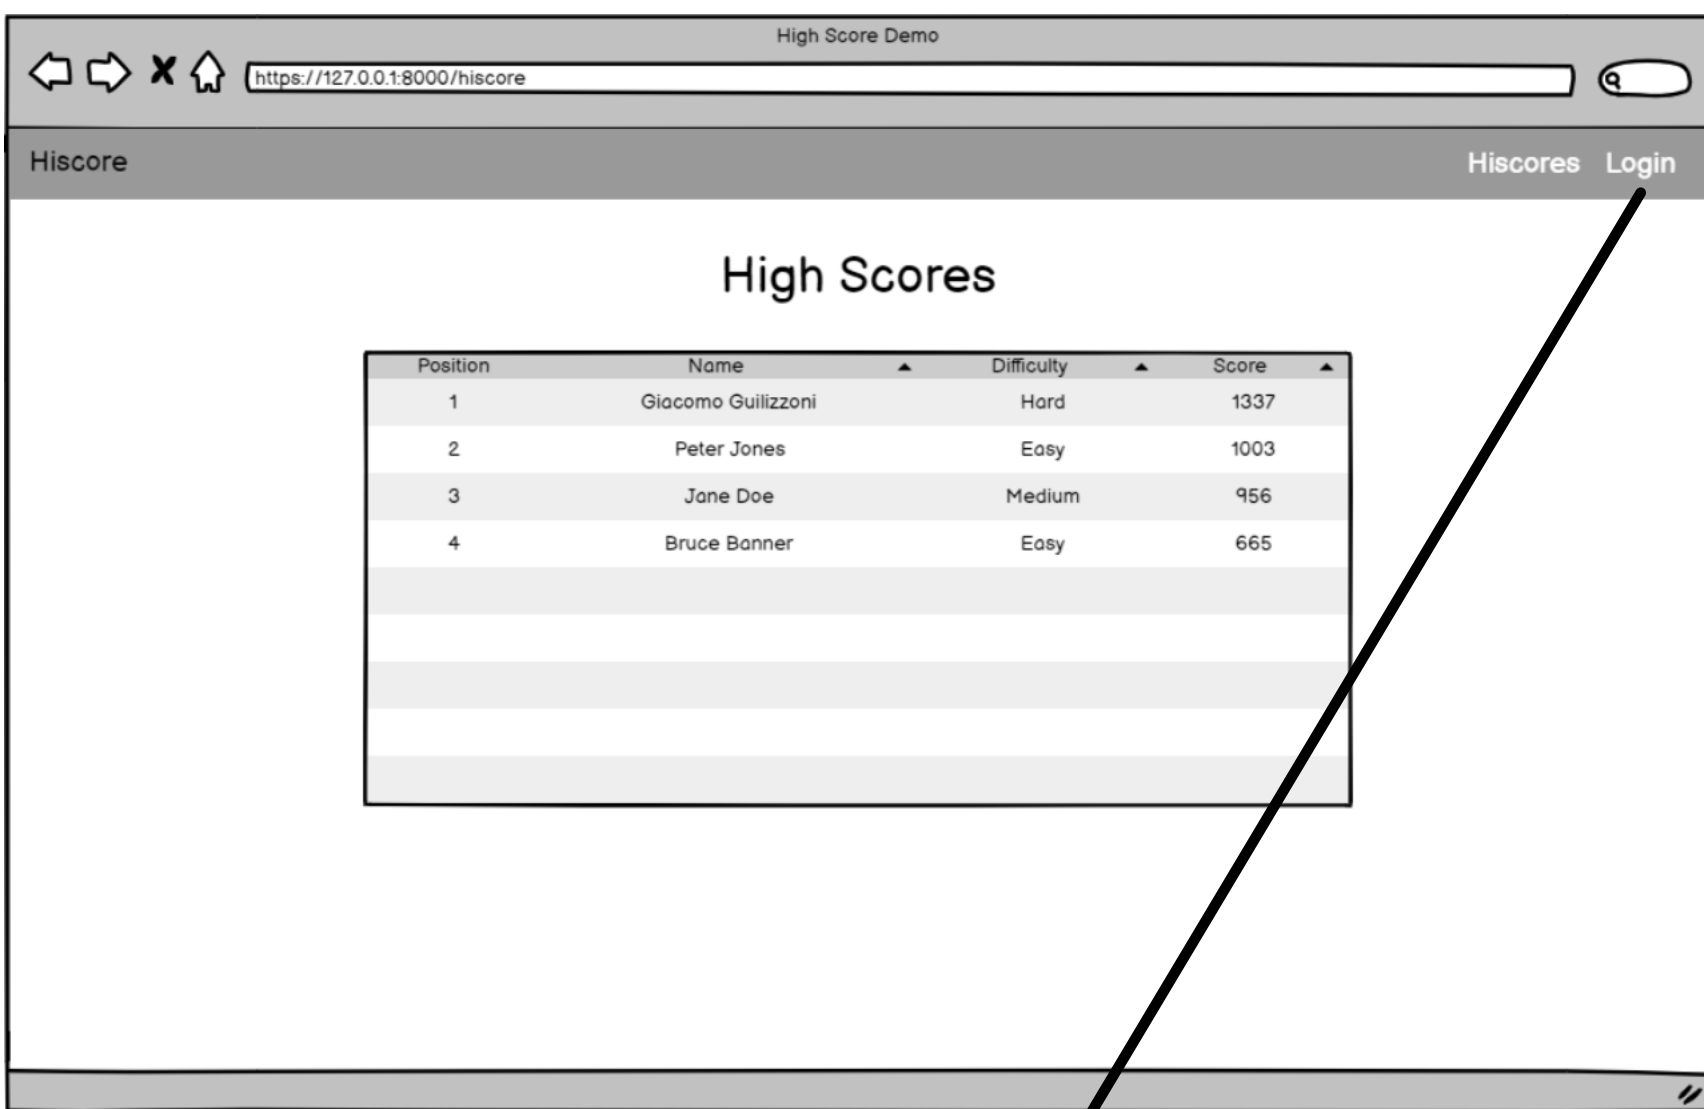 High Score Demo
https://127.0.0.1:8000/hiscore
Hiscore Hiscores Login
High Scores
Position Name Difficulty Score
1 Giacomo Guilizzoni Hard 1337
2 Peter Jones Easy 1003
3 Jane Doe Medium 956
4 Bruce Banner Easy 665